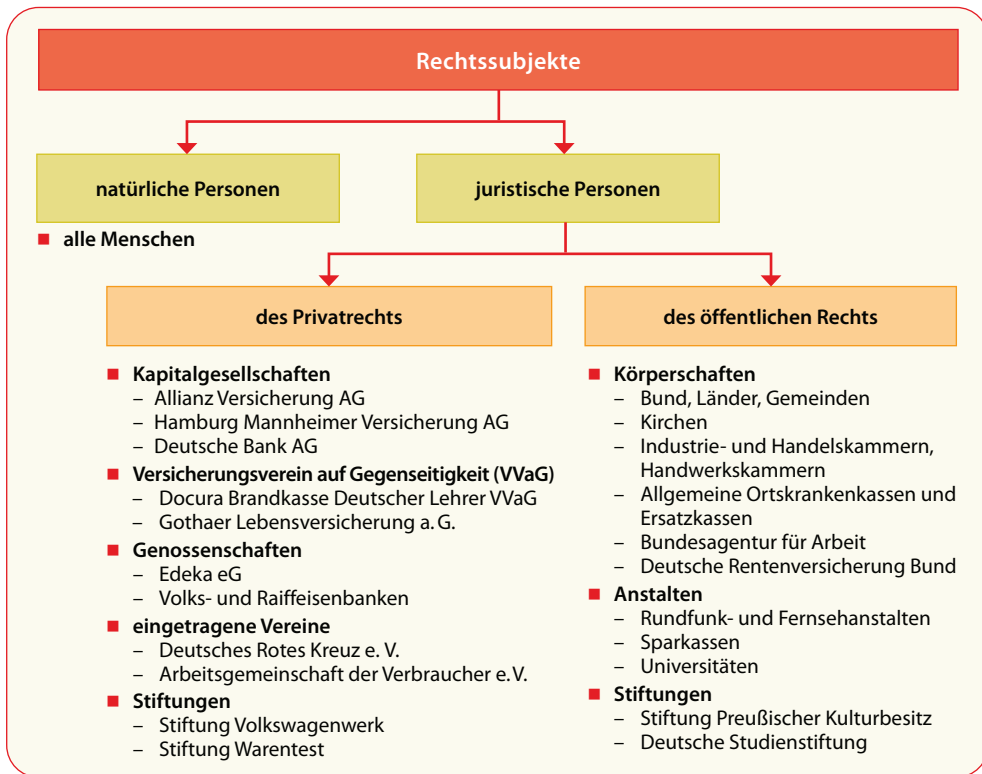 Rechtssubjekte
natürliche Personen
juristische Personen
■ alle Menschen
des Privatrechts
■ Kapitalgesellschaften
– Allianz Versicherung AG
– Hamburg Mannheimer Versicherung AG
– Deutsche Bank AG
■ Versicherungsverein auf Gegenseitigkeit (VVaG)
– Docura Brandkasse Deutscher Lehrer VVaG
– Gothaer Lebensversicherung a. G.
■ Genossenschaften
– Edeka eG
– Volks- und Raiffeisenbanken
■ eingetragene Vereine
– Deutsches Rotes Kreuz e. V.
– Arbeitsgemeinschaft der Verbraucher e. V.
■ Stiftungen
– Stiftung Volkswagenwerk
– Stiftung Warentest
des öffentlichen Rechts
■ Körperschaften
– Bund, Länder, Gemeinden
– Kirchen
– Industrie- und Handelskammern,
Handwerkskammern
– Allgemeine Ortskrankenkassen und
Ersatzkassen
– Bundesagentur für Arbeit
– Deutsche Rentenversicherung Bund
■ Anstalten
– Rundfunk- und Fernsehanstalten
– Sparkassen
– Universitäten
■ Stiftungen
– Stiftung Preußischer Kulturbesitz
– Deutsche Studienstiftung